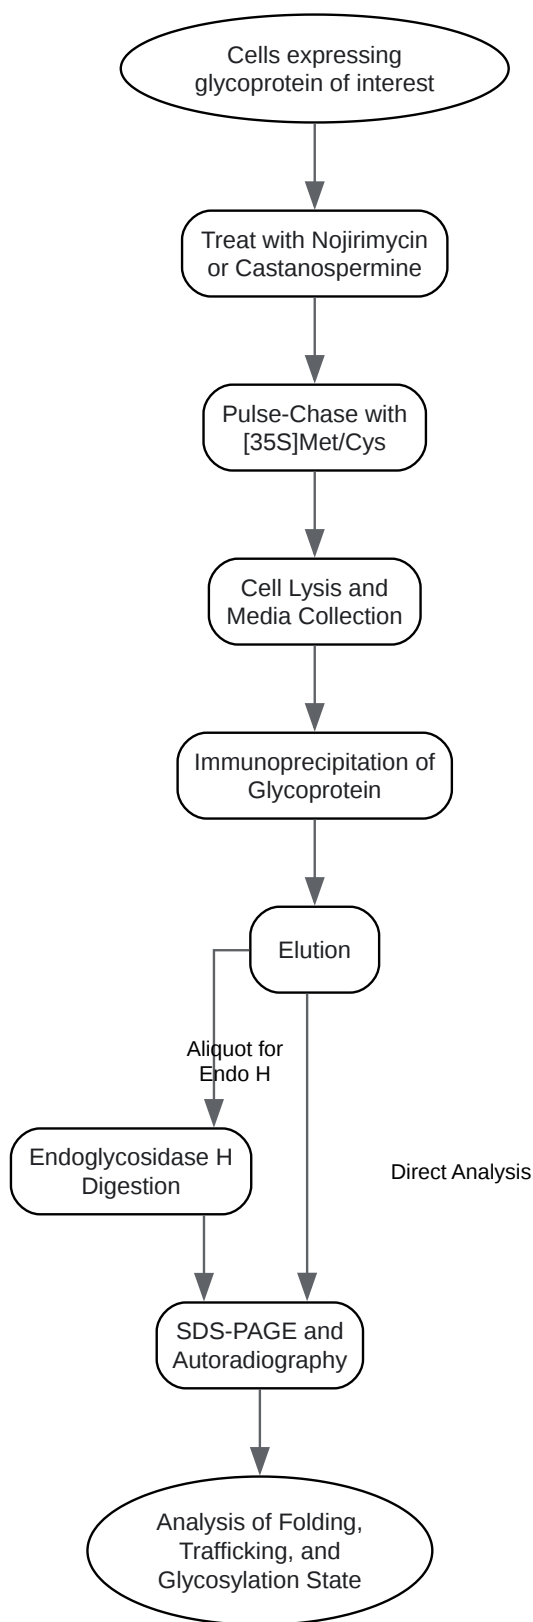 Cells expressing
glycoprotein of interest
Treat with Nojirimycin
or Castanospermine
Pulse-Chase with
[35S]Met/Cys
Cell Lysis and
Media Collection
Immunoprecipitation of
Glycoprotein
Elution
Aliquot for
Endo H
Endoglycosidase H
Digestion
Direct Analysis
SDS-PAGE and
Autoradiography
Analysis of Folding,
Trafficking, and
Glycosylation State